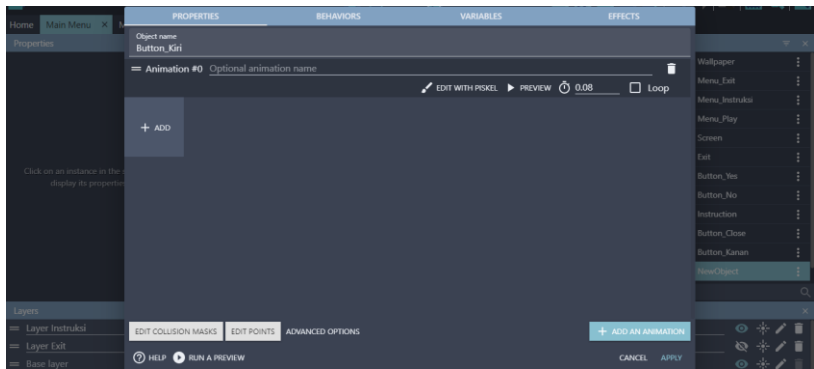 PROPERTIES BEHAVIORS VARIABLES EFFECTS
Home Main Menu ×
Object name
Button_Kiri
Properties
Animation #0 Optional animation name
EDIT WITH PISKEL PREVIEW 0.08 Loop
+ ADD
Click on an instance in the
display its properties
Wallpaper
Menu_Exit
Menu_Instruksi
Menu_Play
Screen
Exit
Button_Yes
Button_No
Instruction
Button_Close
Button_Kanan
NewObject
Layers
Layer Instruksi
Layer Exit
Base layer
EDIT COLLISION MASKS EDIT POINTS ADVANCED OPTIONS + ADD AN ANIMATION
? HELP RUN A PREVIEW CANCEL APPLY